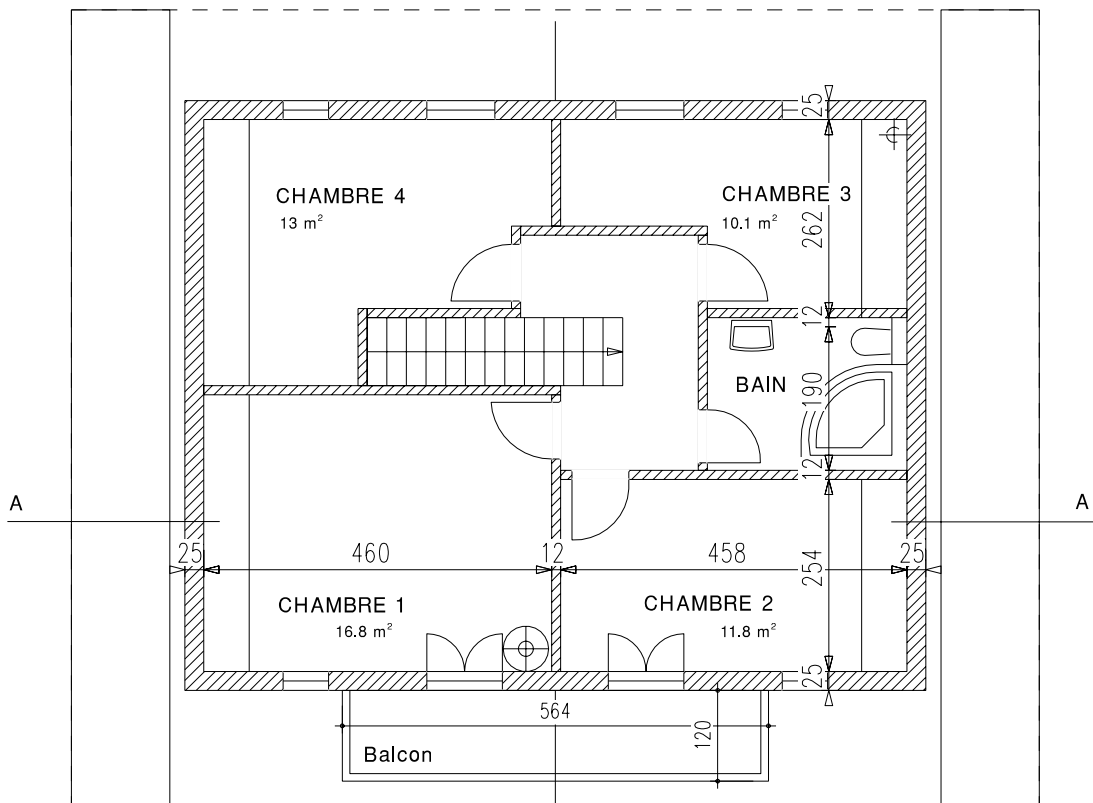 25
CHAMBRE 4
13 m²
CHAMBRE 3
10.1 m²
262
12
BAIN
190
12
A
A
25
460
12
458
25
254
CHAMBRE 1
16.8 m²
CHAMBRE 2
11.8 m²
25
564
120
Balcon